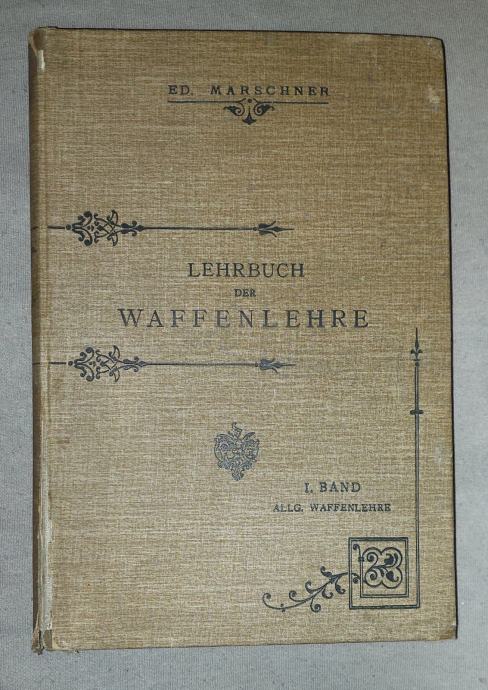 ED. MARSCHNER
LEHRBUCH
DER
WAFFENLEHRE
I. BAND
ALLG. WAFFENLEHRE